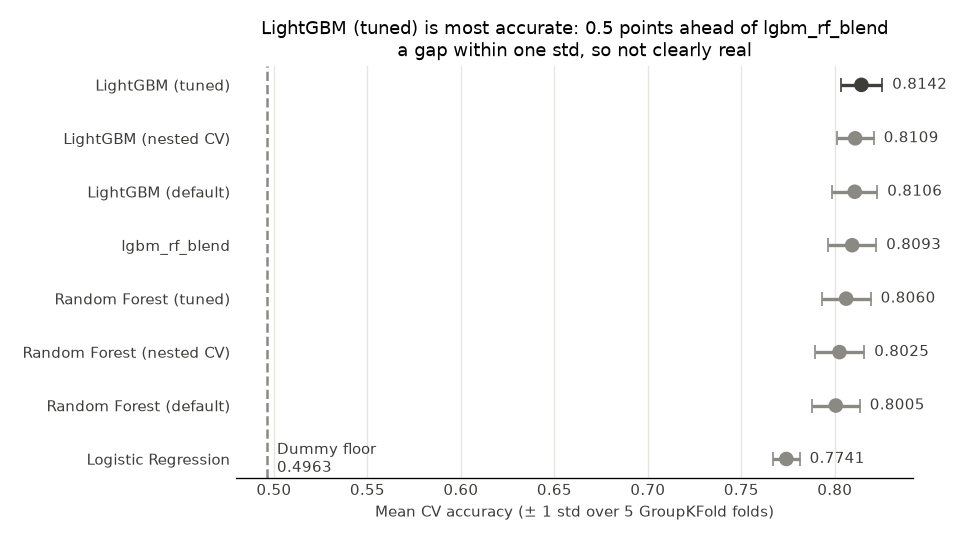 LightGBM (tuned) is most accurate: 0.5 points ahead of lgbm_rf_blend
a gap within one std, so not clearly real
LightGBM (tuned)
0.8142
LightGBM (nested CV)
0.8109
LightGBM (default)
0.8106
lgbm_rf_blend
0.8093
Random Forest (tuned)
0.8060
Random Forest (nested CV)
0.8025
Random Forest (default)
0.8005
Logistic Regression
Dummy floor
0.4963
0.7741
0.50 0.55 0.60 0.65 0.70 0.75 0.80
Mean CV accuracy (± 1 std over 5 GroupKFold folds)